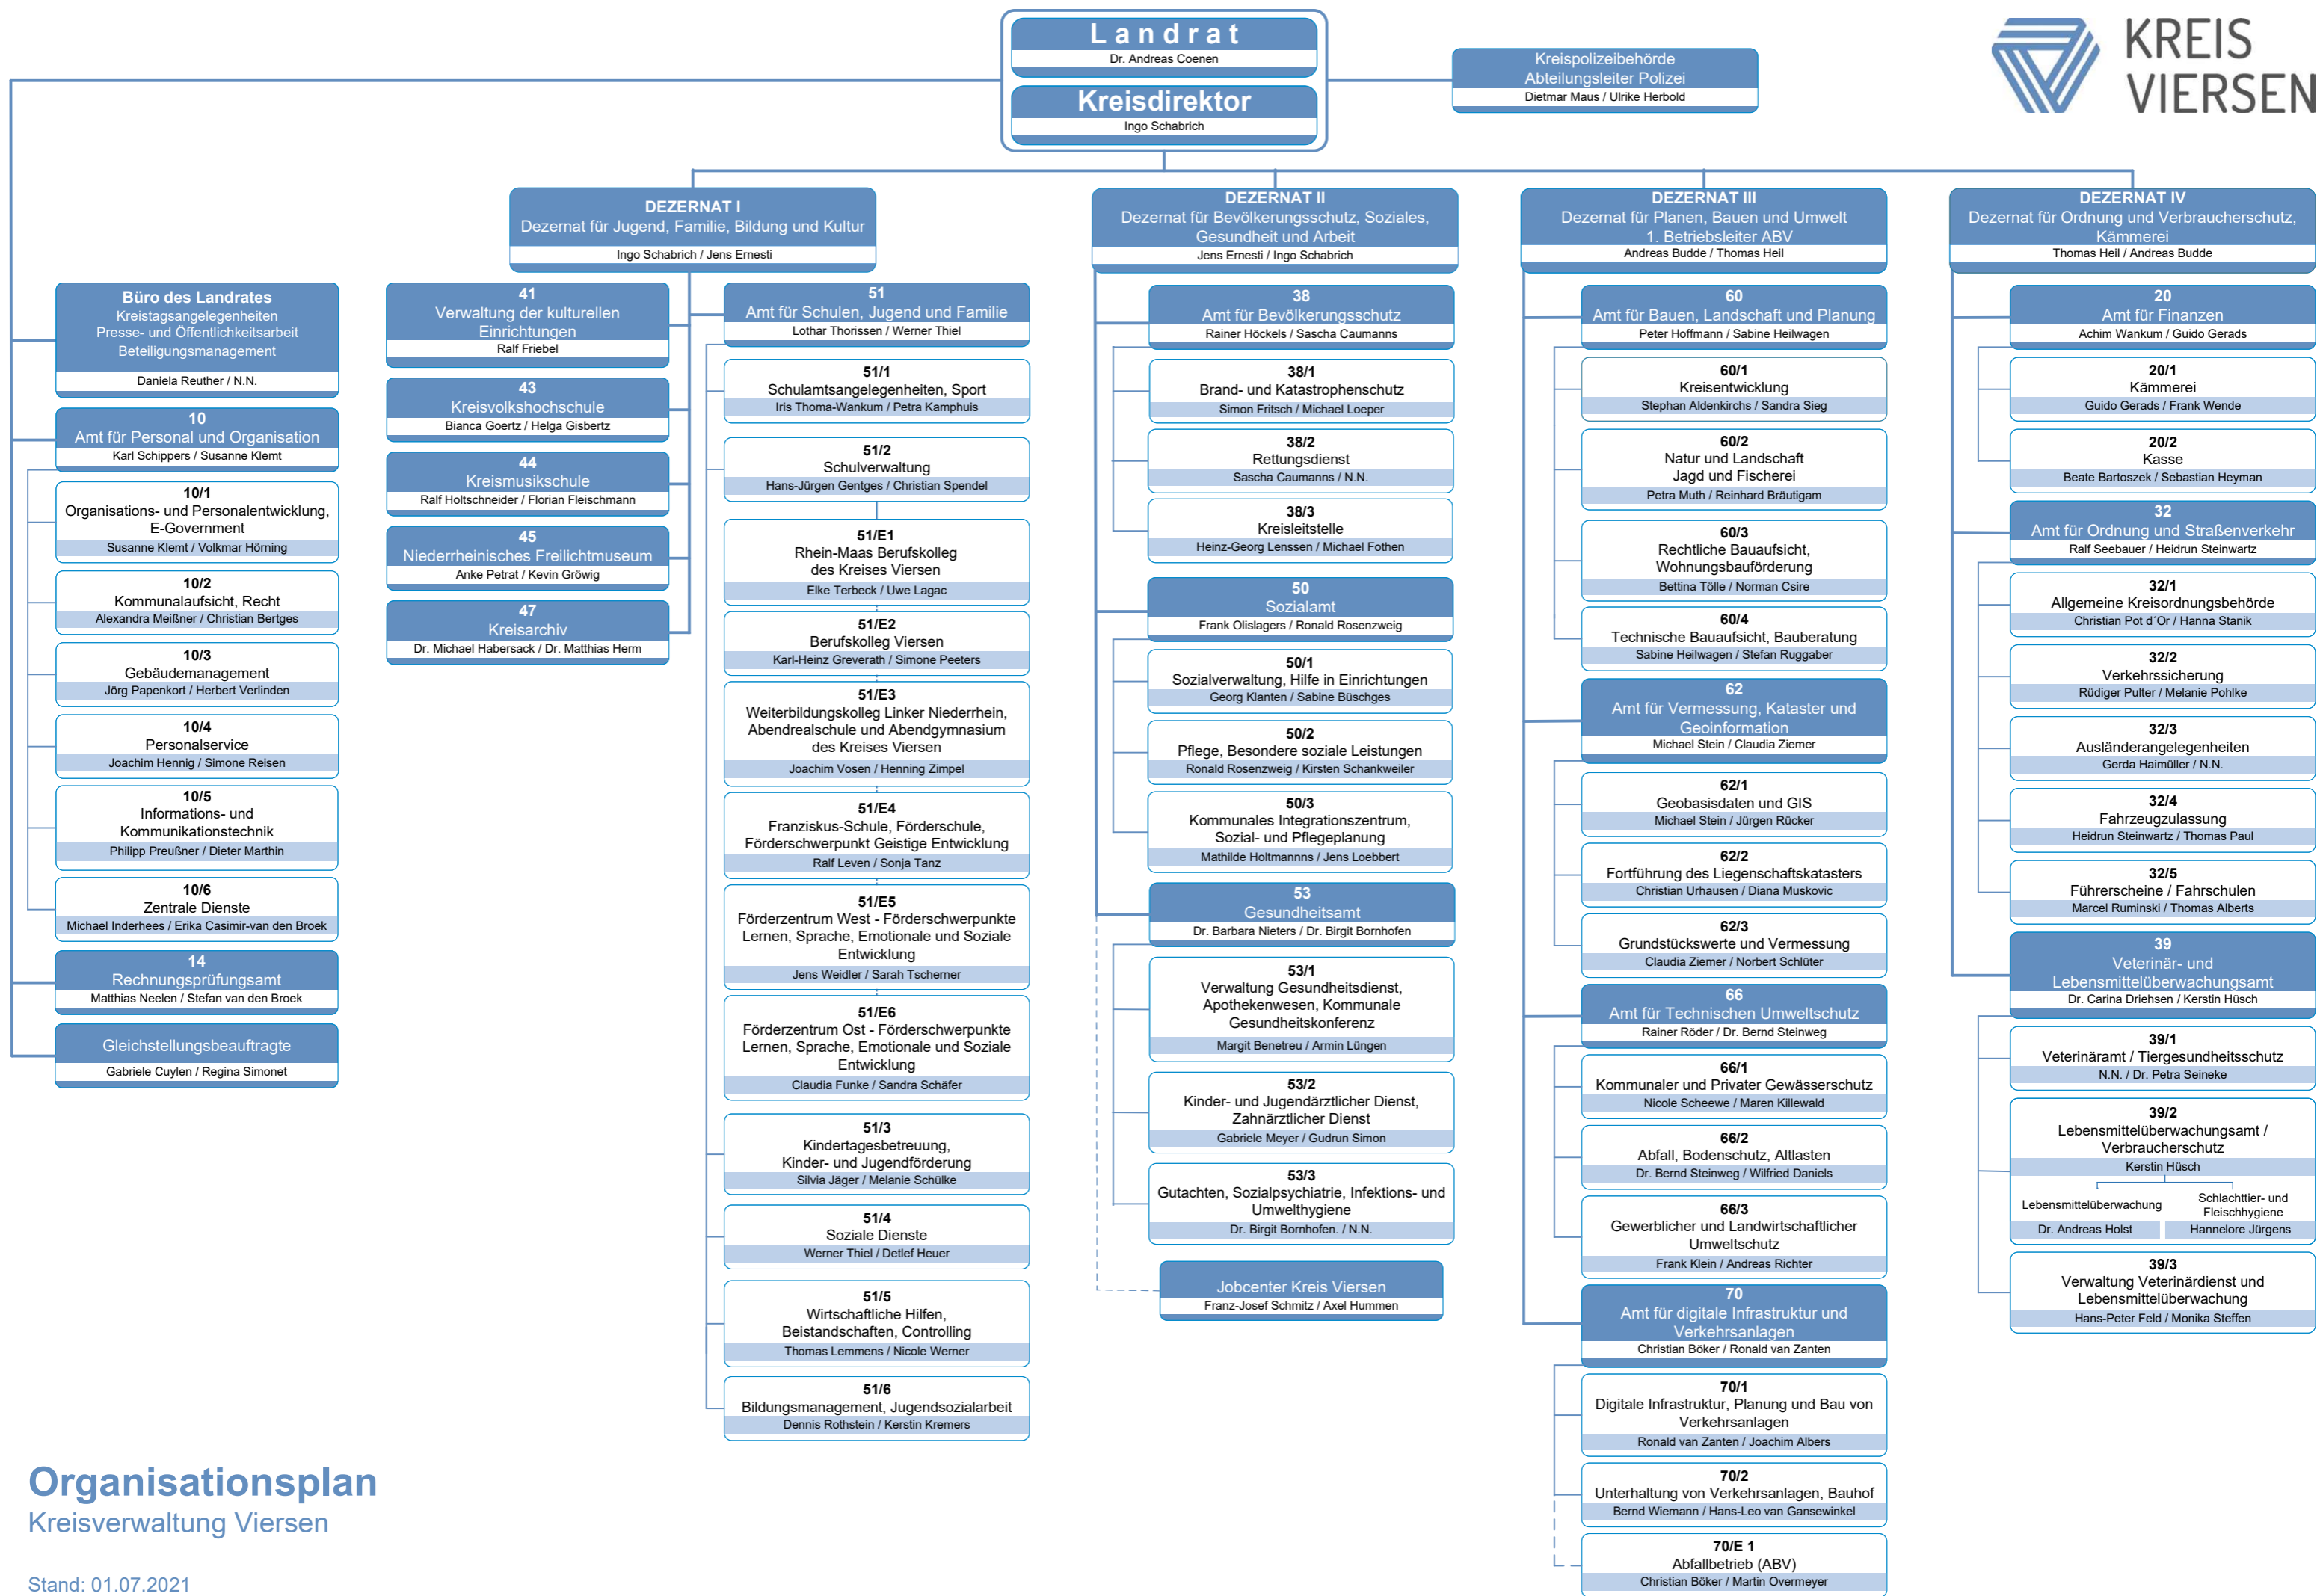 Landrat
Dr. Andreas Coenen
Kreisdirektor
Ingo Schabrich
Kreispolizeibehörde
Abteilungsleiter Polizei
Dietmar Maus / Ulrike Herbold
KREIS
VIERSEN
Büro des Landrates
Kreistagsangelegenheiten
Presse- und Öffentlichkeitsarbeit
Beteiligungsmanagement
Daniela Reuther / N.N.
10
Amt für Personal und Organisation
Karl Schippers / Susanne Klemt
10/1
Organisations- und Personalentwicklung,
E-Government
Susanne Klemt / Volkmar Hörning
10/2
Kommunalaufsicht, Recht
Alexandra Meißner / Christian Bertges
10/3
Gebäudemanagement
Jörg Papenkort / Herbert Verlinden
10/4
Personalservice
Joachim Hennig / Simone Reisen
10/5
Informations- und
Kommunikationstechnik
Philipp Preußner / Dieter Marthin
10/6
Zentrale Dienste
Michael Inderhees / Erika Casimir-van den Broek
14
Rechnungsprüfungsamt
Matthias Neelen / Stefan van den Broek
Gleichstellungsbeauftragte
Gabriele Cuylen / Regina Simonet
DEZERNAT I
Dezernat für Jugend, Familie, Bildung und Kultur
Ingo Schabrich / Jens Ernesti
41
Verwaltung der kulturellen
Einrichtungen
Ralf Friebel
43
Kreisvolkshochschule
Bianca Goertz / Helga Gisbertz
44
Kreismusikschule
Ralf Holtschneider / Florian Fleischmann
45
Niederrheinisches Freilichtmuseum
Anke Petrat / Kevin Gröwig
47
Kreisarchiv
Dr. Michael Habersack / Dr. Matthias Herm
51
Amt für Schulen, Jugend und Familie
Lothar Thorissen / Werner Thiel
51/1
Schulamtsangelegenheiten, Sport
Iris Thoma-Wankum / Petra Kamphuis
51/2
Schulverwaltung
Hans-Jürgen Gentges / Christian Spendel
51/E1
Rhein-Maas Berufskolleg
des Kreises Viersen
Elke Terbeck / Uwe Lagac
51/E2
Berufskolleg Viersen
Karl-Heinz Greverath / Simone Peeters
51/E3
Weiterbildungskolleg Linker Niederrhein,
Abendrealschule und Abendgymnasium
des Kreises Viersen
Joachim Vosen / Henning Zimpel
51/E4
Franziskus-Schule, Förderschule,
Förderschwerpunkt Geistige Entwicklung
Ralf Leven / Sonja Tanz
51/E5
Förderzentrum West - Förderschwerpunkte
Lernen, Sprache, Emotionale und Soziale
Entwicklung
Jens Weidler / Sarah Tscherner
51/E6
Förderzentrum Ost - Förderschwerpunkte
Lernen, Sprache, Emotionale und Soziale
Entwicklung
Claudia Funke / Sandra Schäfer
51/3
Kindertagesbetreuung,
Kinder- und Jugendförderung
Silvia Jäger / Melanie Schülke
51/4
Soziale Dienste
Werner Thiel / Detlef Heuer
51/5
Wirtschaftliche Hilfen,
Beistandschaften, Controlling
Thomas Lemmens / Nicole Werner
51/6
Bildungsmanagement, Jugendsozialarbeit
Dennis Rothstein / Kerstin Kremers
DEZERNAT II
Dezernat für Bevölkerungsschutz, Soziales,
Gesundheit und Arbeit
Jens Ernesti / Ingo Schabrich
38
Amt für Bevölkerungsschutz
Rainer Höckels / Sascha Caumanns
38/1
Brand- und Katastrophenschutz
Simon Fritsch / Michael Loeper
38/2
Rettungsdienst
Sascha Caumanns / N.N.
38/3
Kreisleitstelle
Heinz-Georg Lenssen / Michael Fothen
50
Sozialamt
Frank Olislagers / Ronald Rosenzweig
50/1
Sozialverwaltung, Hilfe in Einrichtungen
Georg Klanten / Sabine Büschges
50/2
Pflege, Besondere soziale Leistungen
Ronald Rosenzweig / Kirsten Schankweiler
50/3
Kommunales Integrationszentrum,
Sozial- und Pflegeplanung
Mathilde Holtmannns / Jens Loebbert
53
Gesundheitsamt
Dr. Barbara Nieters / Dr. Birgit Bornhofen
53/1
Verwaltung Gesundheitsdienst,
Apothekenwesen, Kommunale
Gesundheitskonferenz
Margit Benetreu / Armin Lüngen
53/2
Kinder- und Jugendärztlicher Dienst,
Zahnärztlicher Dienst
Gabriele Meyer / Gudrun Simon
53/3
Gutachten, Sozialpsychiatrie, Infektions- und
Umwelthygiene
Dr. Birgit Bornhofen. / N.N.
Jobcenter Kreis Viersen
Franz-Josef Schmitz / Axel Hummen
DEZERNAT III
Dezernat für Planen, Bauen und Umwelt
1. Betriebsleiter ABV
Andreas Budde / Thomas Heil
60
Amt für Bauen, Landschaft und Planung
Peter Hoffmann / Sabine Heilwagen
60/1
Kreisentwicklung
Stephan Aldenkirchs / Sandra Sieg
60/2
Natur und Landschaft
Jagd und Fischerei
Petra Muth / Reinhard Bräutigam
60/3
Rechtliche Bauaufsicht,
Wohnungsbauförderung
Bettina Tölle / Norman Csire
60/4
Technische Bauaufsicht, Bauberatung
Sabine Heilwagen / Stefan Ruggaber
62
Amt für Vermessung, Kataster und
Geoinformation
Michael Stein / Claudia Ziemer
62/1
Geobasisdaten und GIS
Michael Stein / Jürgen Rücker
62/2
Fortführung des Liegenschaftskatasters
Christian Urhausen / Diana Muskovic
62/3
Grundstückswerte und Vermessung
Claudia Ziemer / Norbert Schlüter
66
Amt für Technischen Umweltschutz
Rainer Röder / Dr. Bernd Steinweg
66/1
Kommunaler und Privater Gewässerschutz
Nicole Scheewe / Maren Killewald
66/2
Abfall, Bodenschutz, Altlasten
Dr. Bernd Steinweg / Wilfried Daniels
66/3
Gewerblicher und Landwirtschaftlicher
Umweltschutz
Frank Klein / Andreas Richter
70
Amt für digitale Infrastruktur und
Verkehrsanlagen
Christian Böker / Ronald van Zanten
70/1
Digitale Infrastruktur, Planung und Bau von
Verkehrsanlagen
Ronald van Zanten / Joachim Albers
70/2
Unterhaltung von Verkehrsanlagen, Bauhof
Bernd Wiemann / Hans-Leo van Gansewinkel
70/E 1
Abfallbetrieb (ABV)
Christian Böker / Martin Overmeyer
DEZERNAT IV
Dezernat für Ordnung und Verbraucherschutz,
Kämmerei
Thomas Heil / Andreas Budde
20
Amt für Finanzen
Achim Wankum / Guido Gerads
20/1
Kämmerei
Guido Gerads / Frank Wende
20/2
Kasse
Beate Bartoszek / Sebastian Heyman
32
Amt für Ordnung und Straßenverkehr
Ralf Seebauer / Heidrun Steinwartz
32/1
Allgemeine Kreisordnungsbehörde
Christian Pot d´Or / Hanna Stanik
32/2
Verkehrssicherung
Rüdiger Pulter / Melanie Pohlke
32/3
Ausländerangelegenheiten
Gerda Haimüller / N.N.
32/4
Fahrzeugzulassung
Heidrun Steinwartz / Thomas Paul
32/5
Führerscheine / Fahrschulen
Marcel Ruminski / Thomas Alberts
39
Veterinär- und
Lebensmittelüberwachungsamt
Dr. Carina Driehsen / Kerstin Hüsch
39/1
Veterinäramt / Tiergesundheitsschutz
N.N. / Dr. Petra Seineke
39/2
Lebensmittelüberwachungsamt /
Verbraucherschutz
Kerstin Hüsch
Lebensmittelüberwachung
Dr. Andreas Holst
Schlachttier- und
Fleischhygiene
Hannelore Jürgens
39/3
Verwaltung Veterinärdienst und
Lebensmittelüberwachung
Hans-Peter Feld / Monika Steffen
Organisationsplan
Kreisverwaltung Viersen
Stand: 01.07.2021